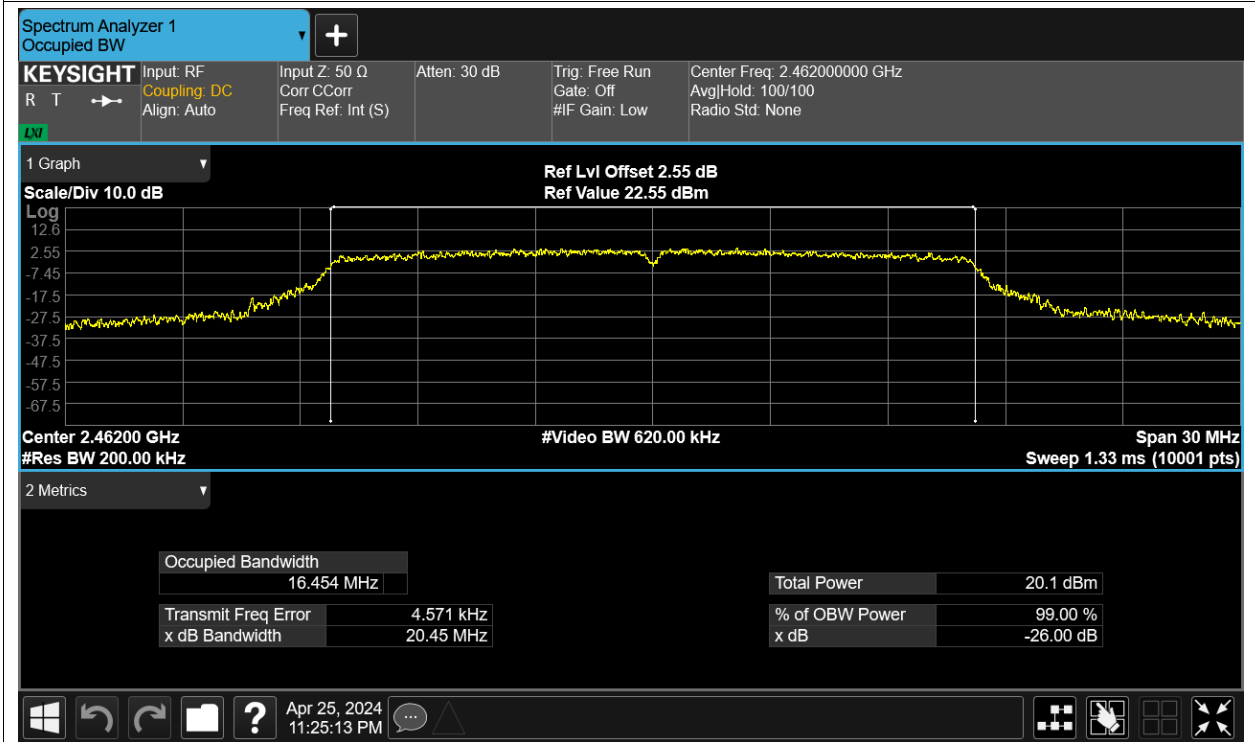 Spectrum Analyzer 1
Occupied BW
+
KEYSIGHT
R T
LXI
Input: RF
Coupling: DC
Align: Auto
Input Z: 50 Ω
Corr CCorr
Freq Ref: Int (S)
Atten: 30 dB
Trig: Free Run
Gate: Off
#IF Gain: Low
Center Freq: 2.462000000 GHz
Avg|Hold: 100/100
Radio Std: None
1 Graph
Scale/Div 10.0 dB
Ref Lvl Offset 2.55 dB
Ref Value 22.55 dBm
Log
12.6
2.55
-7.45
-17.5
-27.5
-37.5
-47.5
-57.5
-67.5
Center 2.46200 GHz
#Video BW 620.00 kHz
Span 30 MHz
#Res BW 200.00 kHz
Sweep 1.33 ms (10001 pts)
2 Metrics
Occupied Bandwidth
16.454 MHz
Total Power 20.1 dBm
Transmit Freq Error 4.571 kHz
% of OBW Power 99.00 %
x dB Bandwidth 20.45 MHz
x dB -26.00 dB
?
Apr 25, 2024
11:25:13 PM